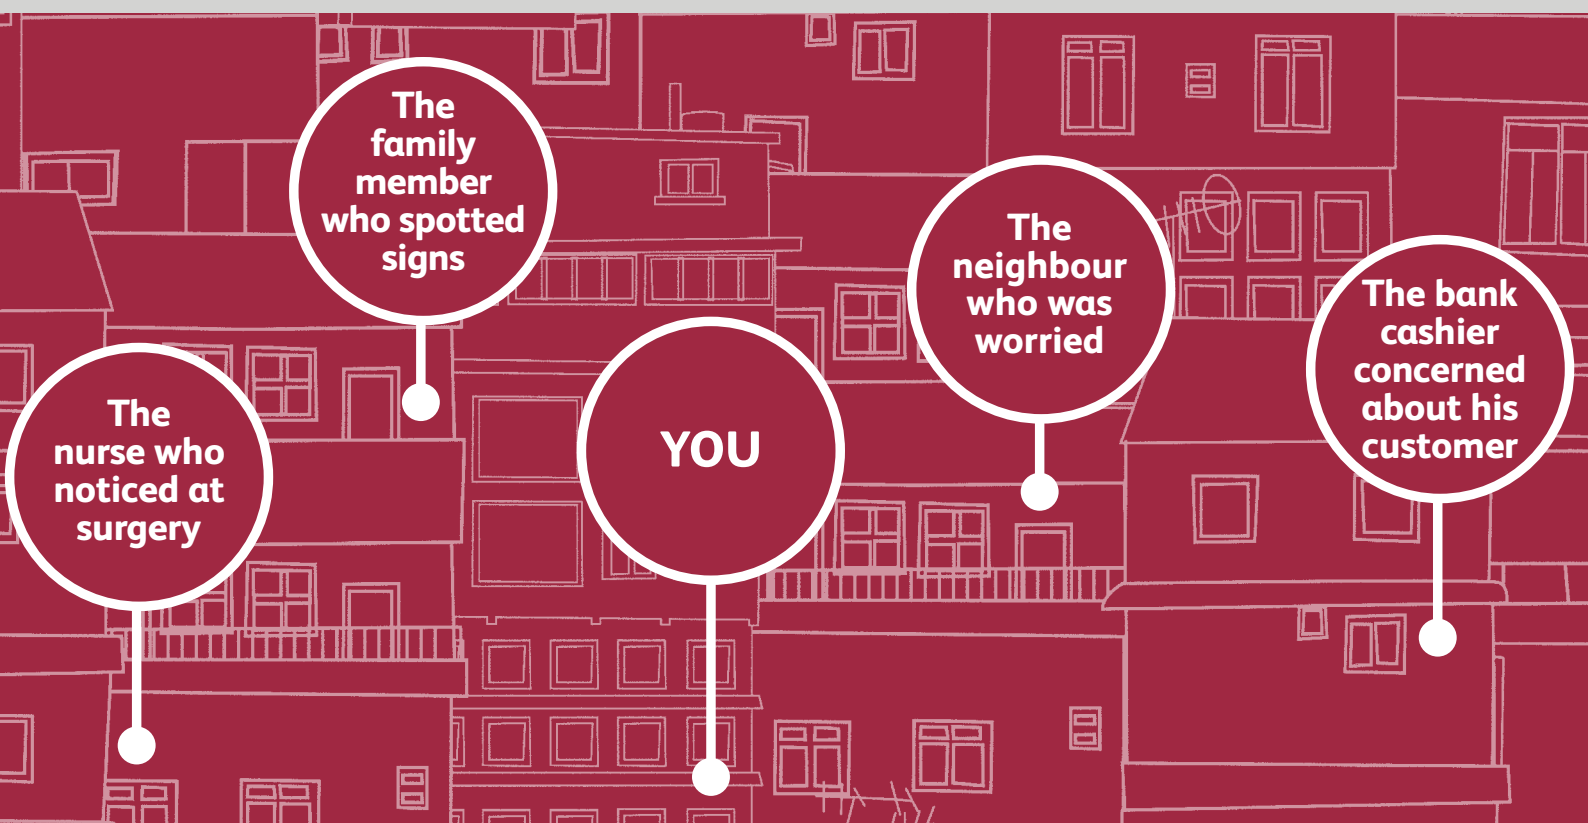 The
family
member
who spotted
signs
The
neighbour
who was
worried
The bank
cashier
concerned
about his
customer
The
nurse who
noticed at
surgery
YOU